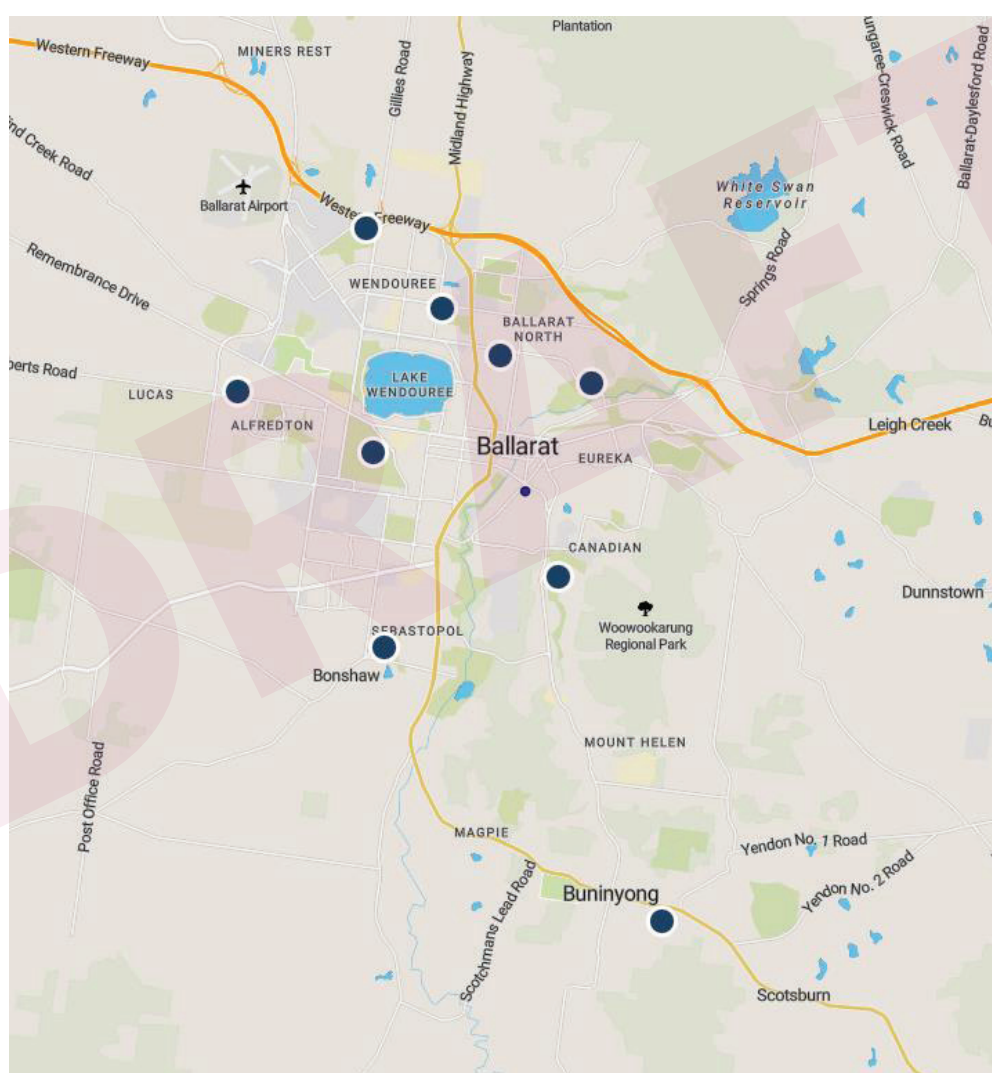 Plantation
Western Freeway
MINERS REST
Gillies Road
Midland Highway
Ballarat-Daylesford Road
Creek Road
Ballarat Airport
White Swan
Reservoir
Western Freeway
Springs Road
Remembrance Drive
WENDOUREE
BALLARAT
NORTH
Road
LUCAS
LAKE
WENDOUREE
ALFREDTON
Leigh Creek
Ballarat
EUREKA
CANADIAN
Dunnstown
Woowookarung
Regional Park
SEBASTOPOL
Bonshaw
MOUNT HELEN
Post Office Road
MAGPIE
Yendon No. 1 Road
Yendon No. 2 Road
Buninyong
Scotchmans Lead Road
Scotsburn
DRAFT